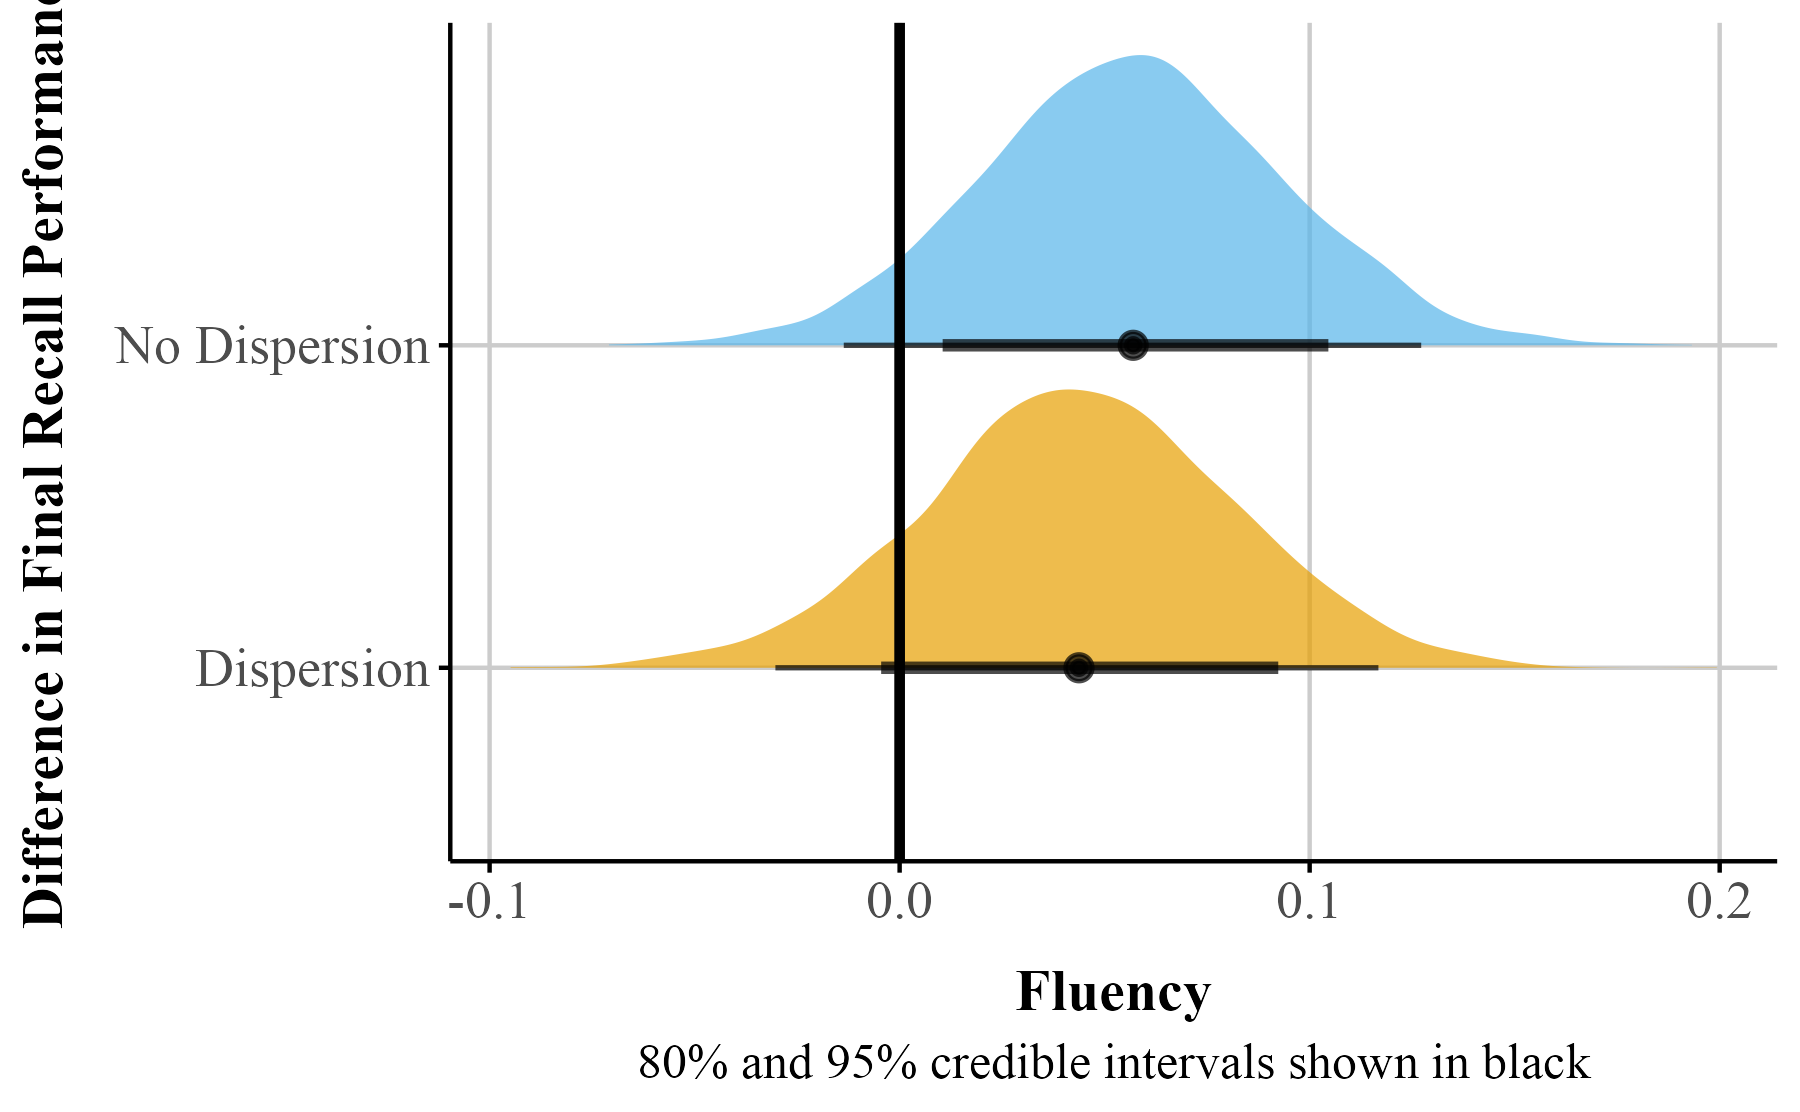 Difference in Final Recall
No Dispersion
Dispersion
-0.1
0.0
0.1
0.2
Fluency
80% and 95% credible intervals shown in black